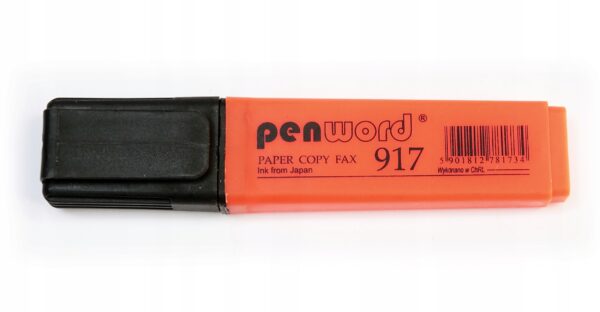 penword®
PAPER COPY FAX 917
Ink from Japan
5 901812 781734
Wykonano w ChRL